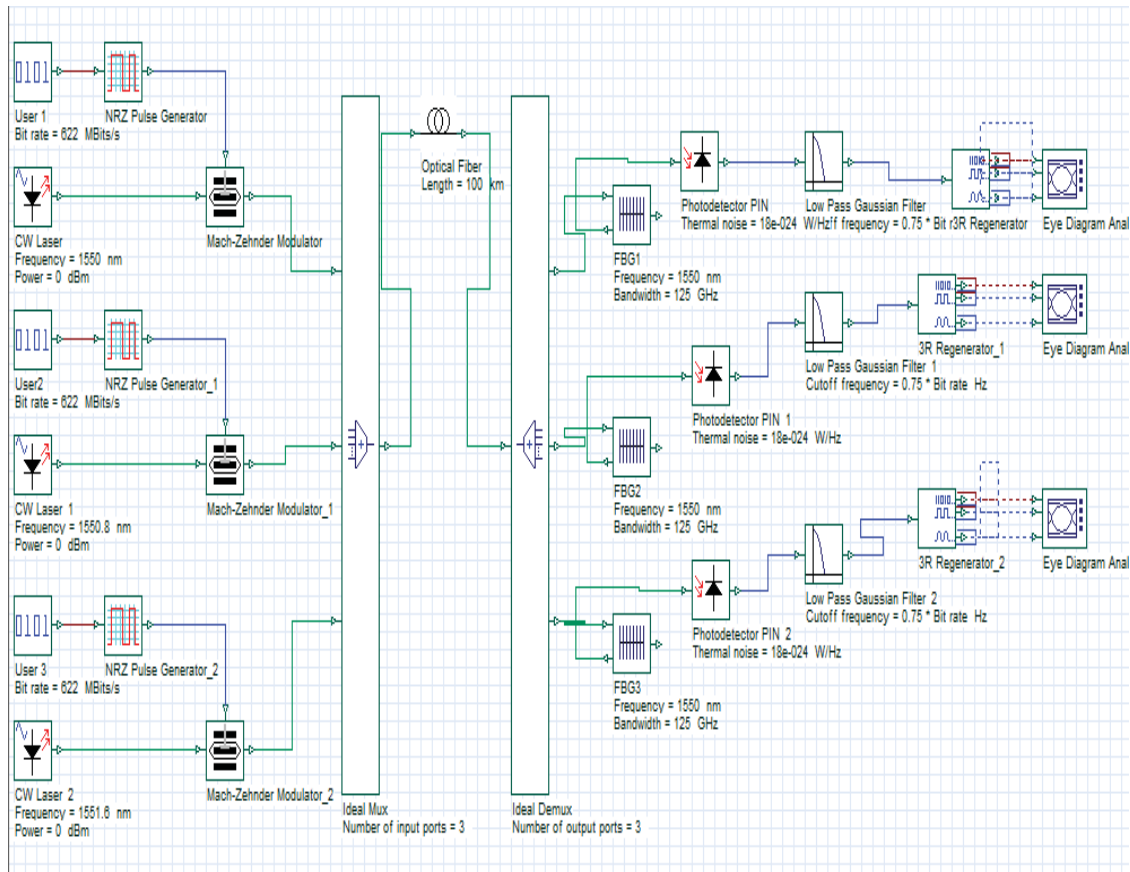 User 1
Bit rate = 622 MBits/s
NRZ Pulse Generator
CW Laser
Frequency = 1550 nm
Power = 0 dBm
Mach-Zehnder Modulator
User2
Bit rate = 622 MBits/s
NRZ Pulse Generator_1
CW Laser 1
Frequency = 1550.8 nm
Power = 0 dBm
Mach-Zehnder Modulator_1
User 3
Bit rate = 622 MBits/s
NRZ Pulse Generator_2
CW Laser 2
Frequency = 1551.6 nm
Power = 0 dBm
Mach-Zehnder Modulator_2
Ideal Mux
Number of input ports = 3
Optical Fiber
Length = 100 km
Ideal Demux
Number of output ports = 3
FBG1
Frequency = 1550 nm
Bandwidth = 125 GHz
Photodetector PIN
Thermal noise = 18e-024 W/Hz
Low Pass Gaussian Filter
ff frequency = 0.75 * Bit r
3R Regenerator
Eye Diagram Anal
FBG2
Frequency = 1550 nm
Bandwidth = 125 GHz
Photodetector PIN 1
Thermal noise = 18e-024 W/Hz
Low Pass Gaussian Filter 1
Cutoff frequency = 0.75 * Bit rate Hz
3R Regenerator_1
Eye Diagram Anal
FBG3
Frequency = 1550 nm
Bandwidth = 125 GHz
Photodetector PIN 2
Thermal noise = 18e-024 W/Hz
Low Pass Gaussian Filter 2
Cutoff frequency = 0.75 * Bit rate Hz
3R Regenerator_2
Eye Diagram Anal